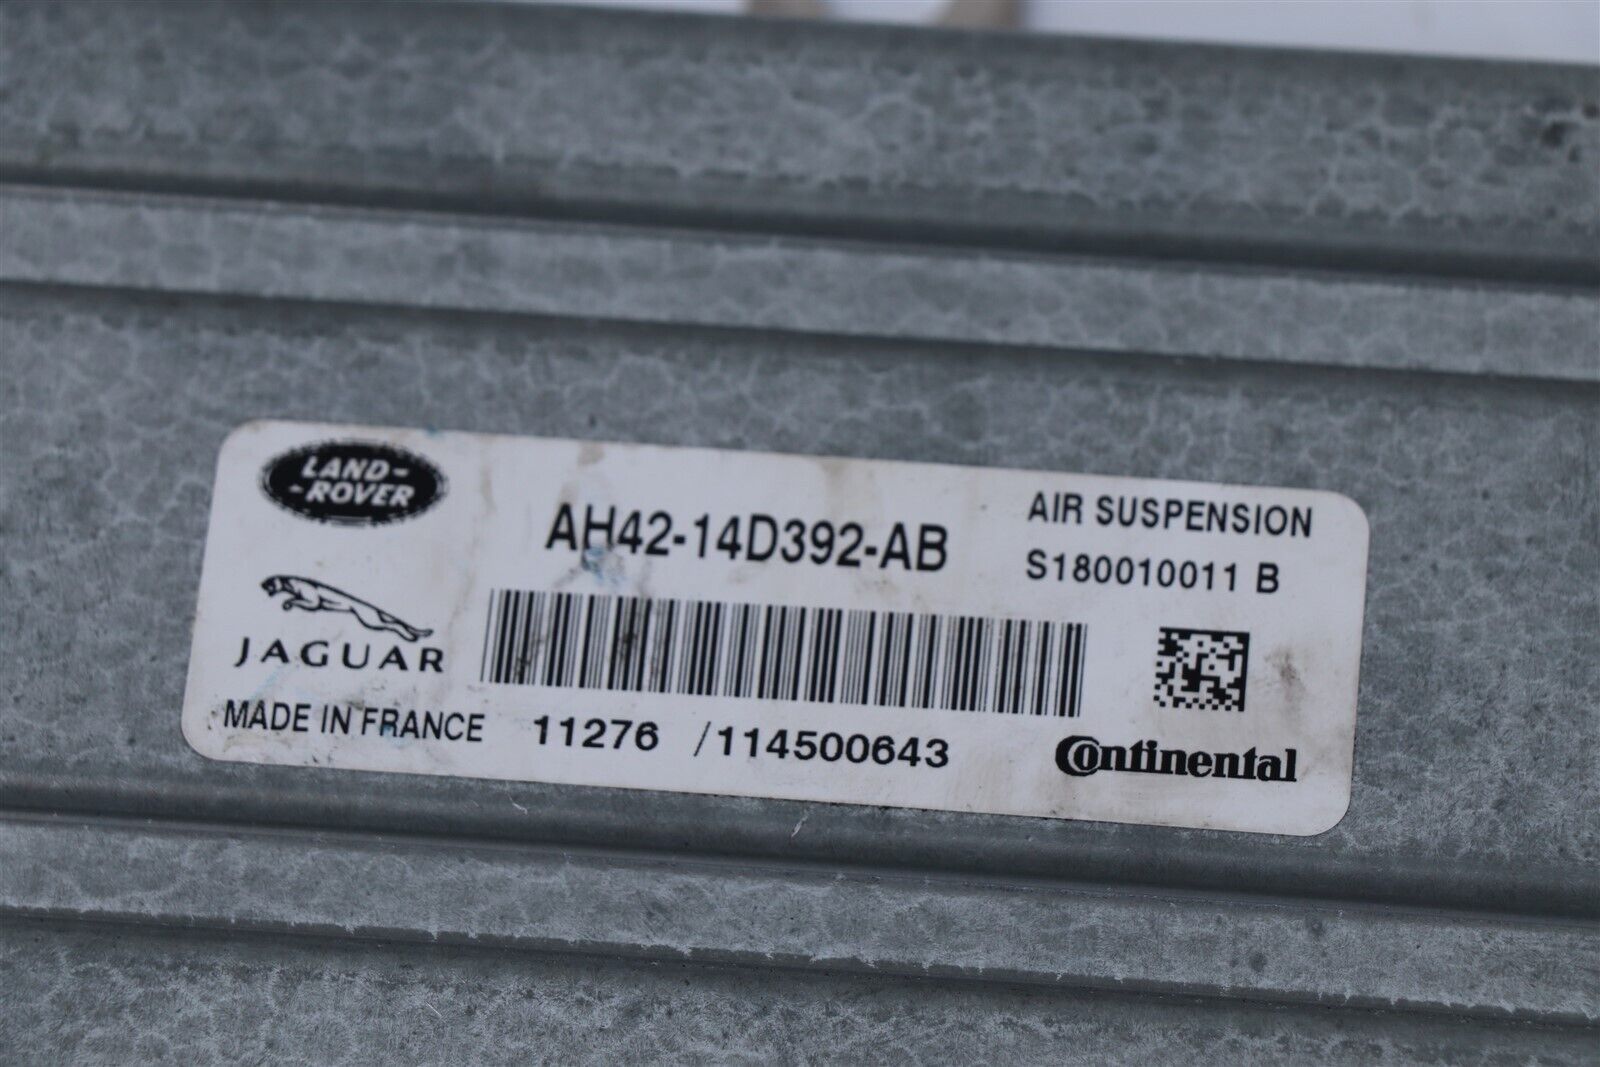 LAND-
-ROVER
AH42-14D392-AB
AIR SUSPENSION
S180010011 B
JAGUAR
MADE IN FRANCE
11276 /114500643
Continental